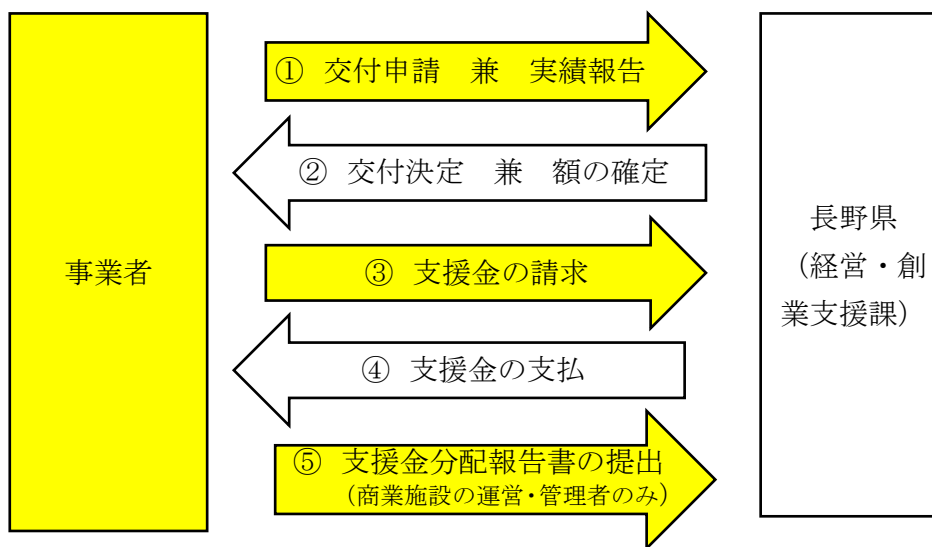 事業者
① 交付申請　兼　実績報告
② 交付決定　兼　額の確定
③ 支援金の請求
④ 支援金の支払
⑤ 支援金分配報告書の提出
（商業施設の運営・管理者のみ）
長野県
（経営・創
業支援課）